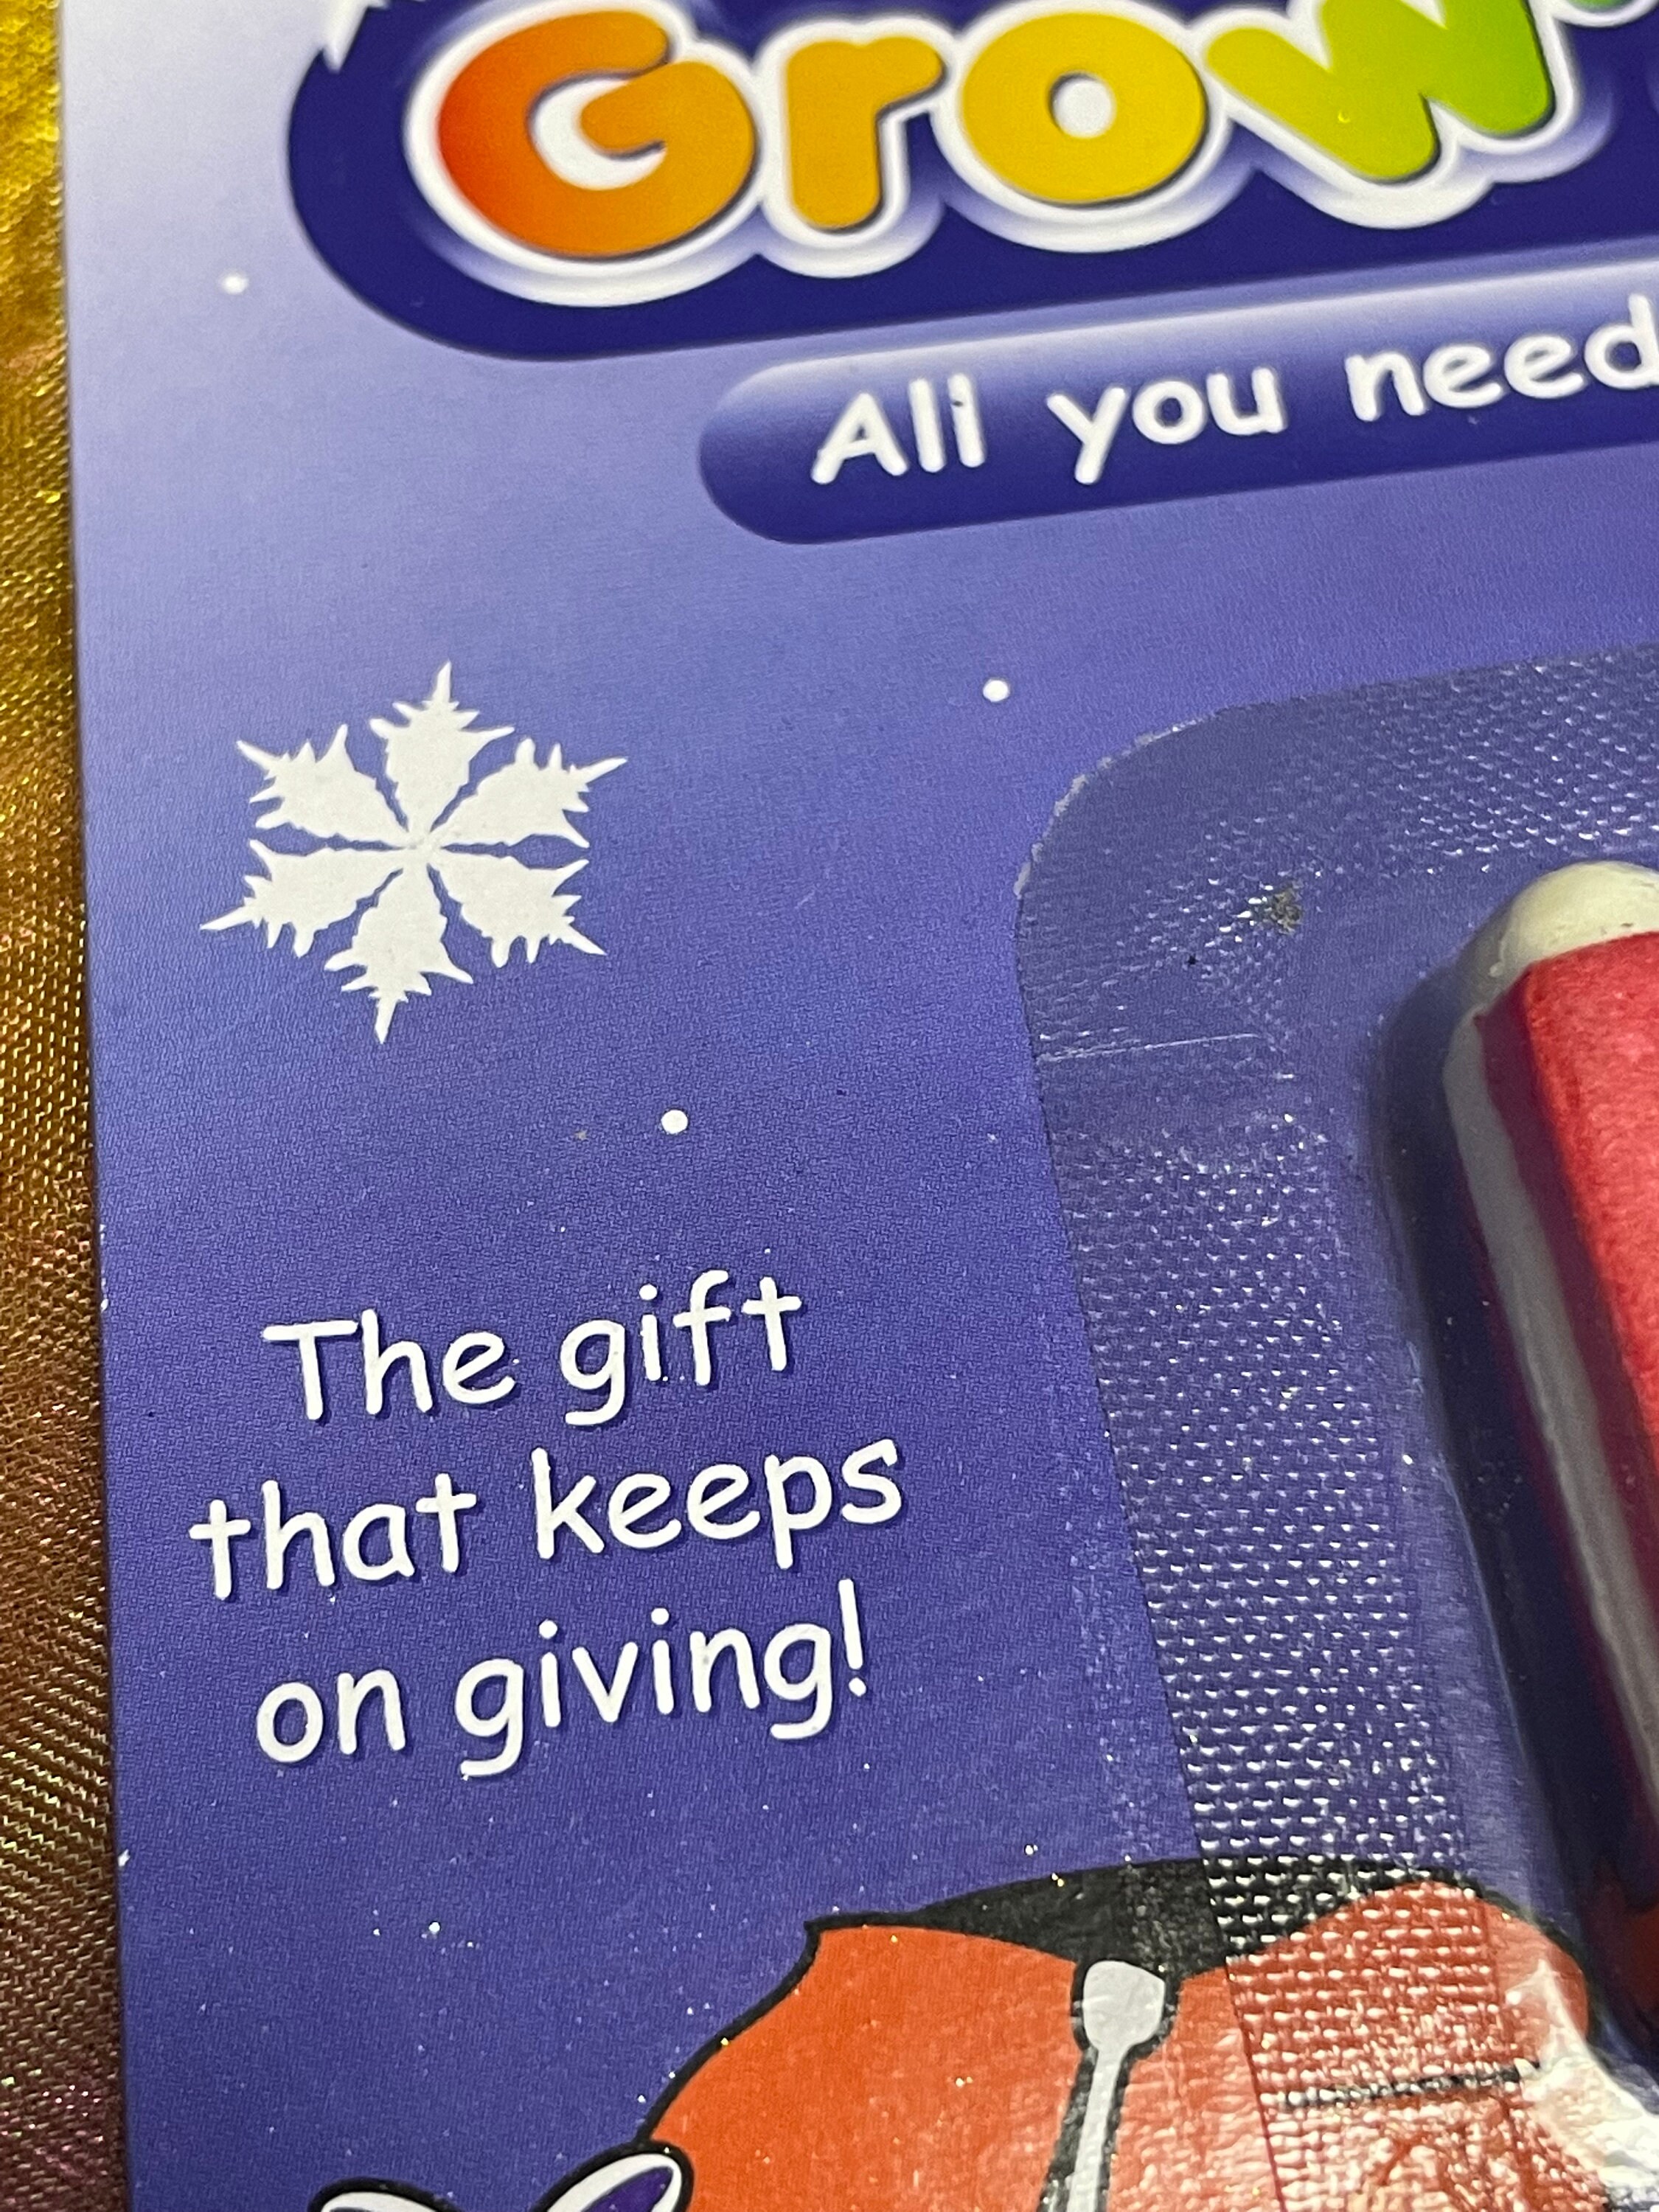 Grow
All you need
The gift
that keeps
on giving!